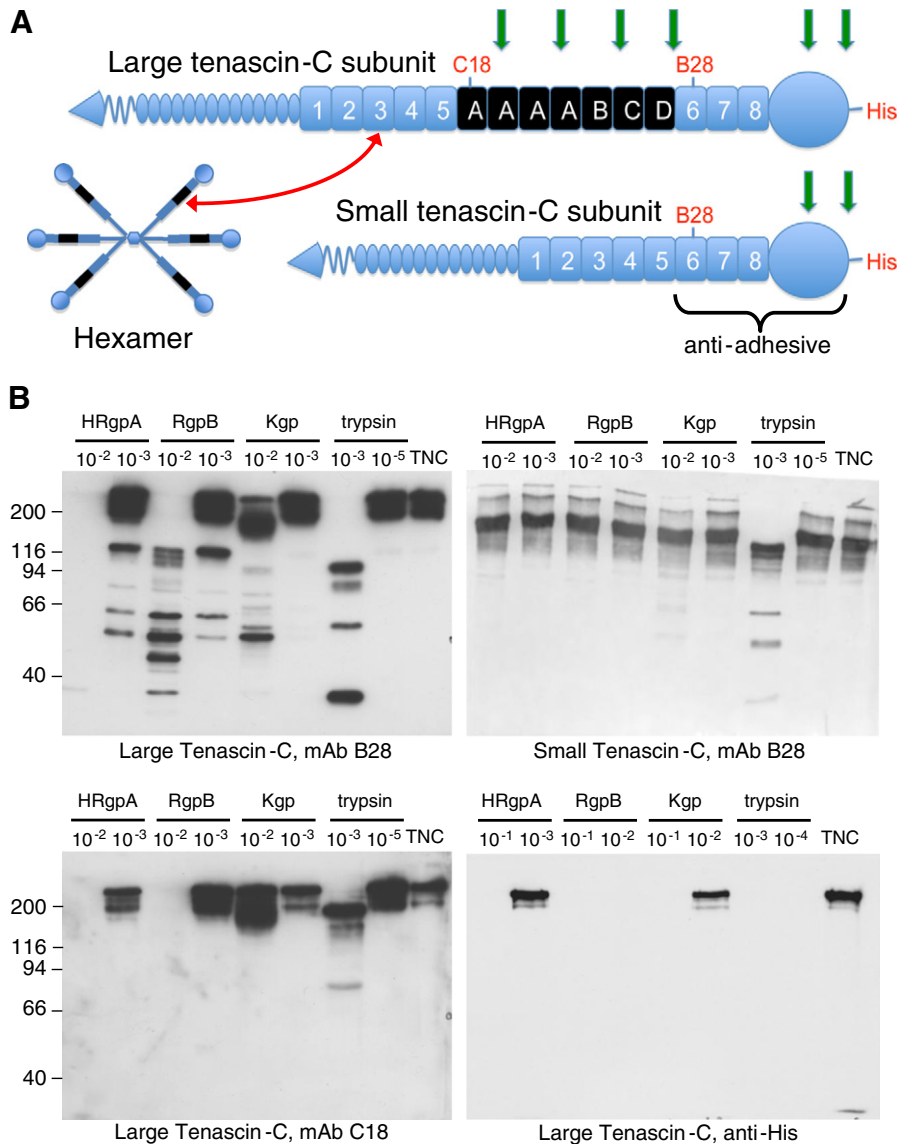 A
Large tenascin-C subunit
C18
B28
1 2 3 4 5 A A A A B C D 6 7 8
His
Small tenascin-C subunit
B28
1 2 3 4 5 6 7 8
His
Hexamer
anti-adhesive
B
HRgpA RgpB Kgp trypsin
10-2 10-3 10-2 10-3 10-2 10-3 10-3 10-5 TNC
200
116
94
66
40
Large Tenascin-C, mAb B28
HRgpA RgpB Kgp trypsin
10-2 10-3 10-2 10-3 10-2 10-3 10-3 10-5 TNC
Small Tenascin-C, mAb B28
HRgpA RgpB Kgp trypsin
10-2 10-3 10-2 10-3 10-2 10-3 10-3 10-5 TNC
200
116
94
66
40
Large Tenascin-C, mAb C18
HRgpA RgpB Kgp trypsin
10-1 10-3 10-1 10-2 10-1 10-2 10-3 10-4 TNC
Large Tenascin-C, anti-His